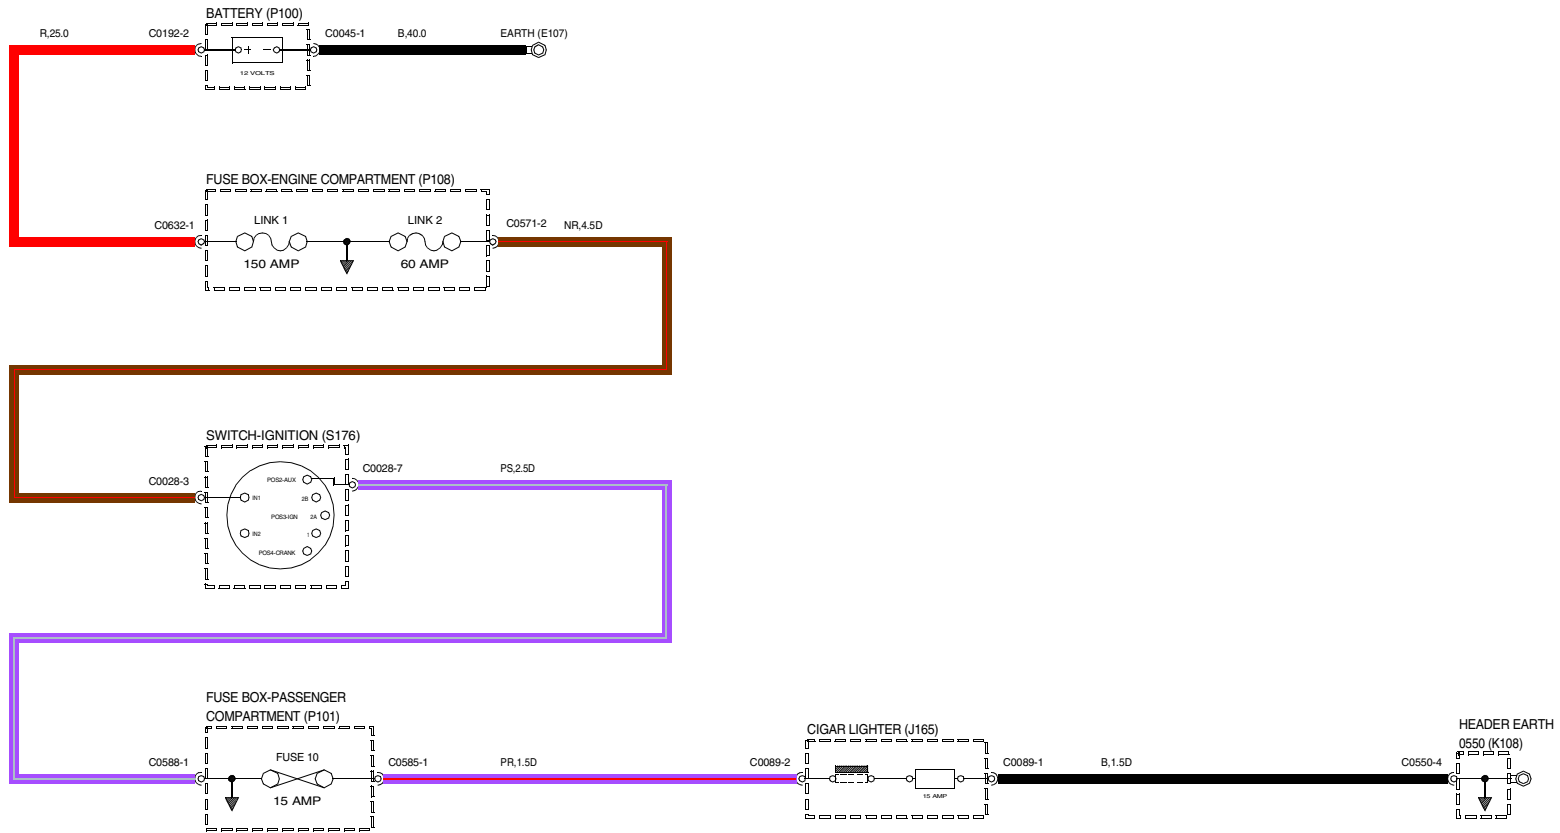 BATTERY (P100)
R,25.0
C0192-2
C0045-1
B,40.0
EARTH (E107)
+
−
12 VOLTS
FUSE BOX-ENGINE COMPARTMENT (P108)
C0632-1
LINK 1
LINK 2
C0571-2
NR,4.5D
150 AMP
60 AMP
SWITCH-IGNITION (S176)
C0028-3
C0028-7
PS,2.5D
POS2-AUX
IN1
2B
POS3-IGN
2A
IN2
1
POS4-CRANK
FUSE BOX-PASSENGER
COMPARTMENT (P101)
C0588-1
FUSE 10
15 AMP
C0585-1
PR,1.5D
C0089-2
CIGAR LIGHTER (J165)
15 AMP
C0089-1
B,1.5D
C0550-4
HEADER EARTH
0550 (K108)